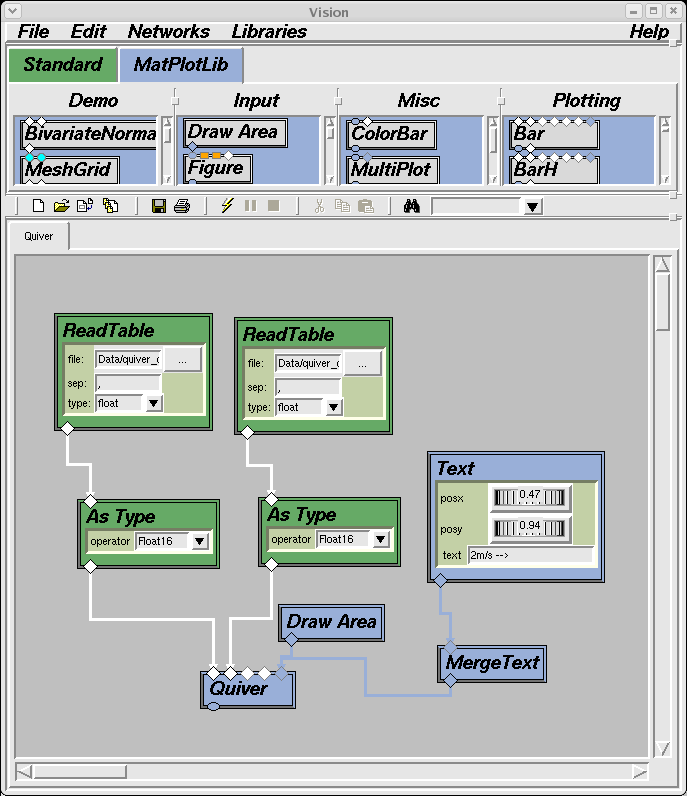 Vision
File Edit Networks Libraries Help
Standard MatPlotLib
Demo Input Misc Plotting
BivariateNorma Draw Area ColorBar Bar
MeshGrid Figure MultiPlot BarH
Quiver
ReadTable
file: Data/quiver_ ...
sep: ,
type: float
ReadTable
file: Data/quiver_ ...
sep: ,
type: float
Text
posx 0.47
posy 0.94
text 2m/s -->
As Type
operator Float16
As Type
operator Float16
Draw Area
MergeText
Quiver